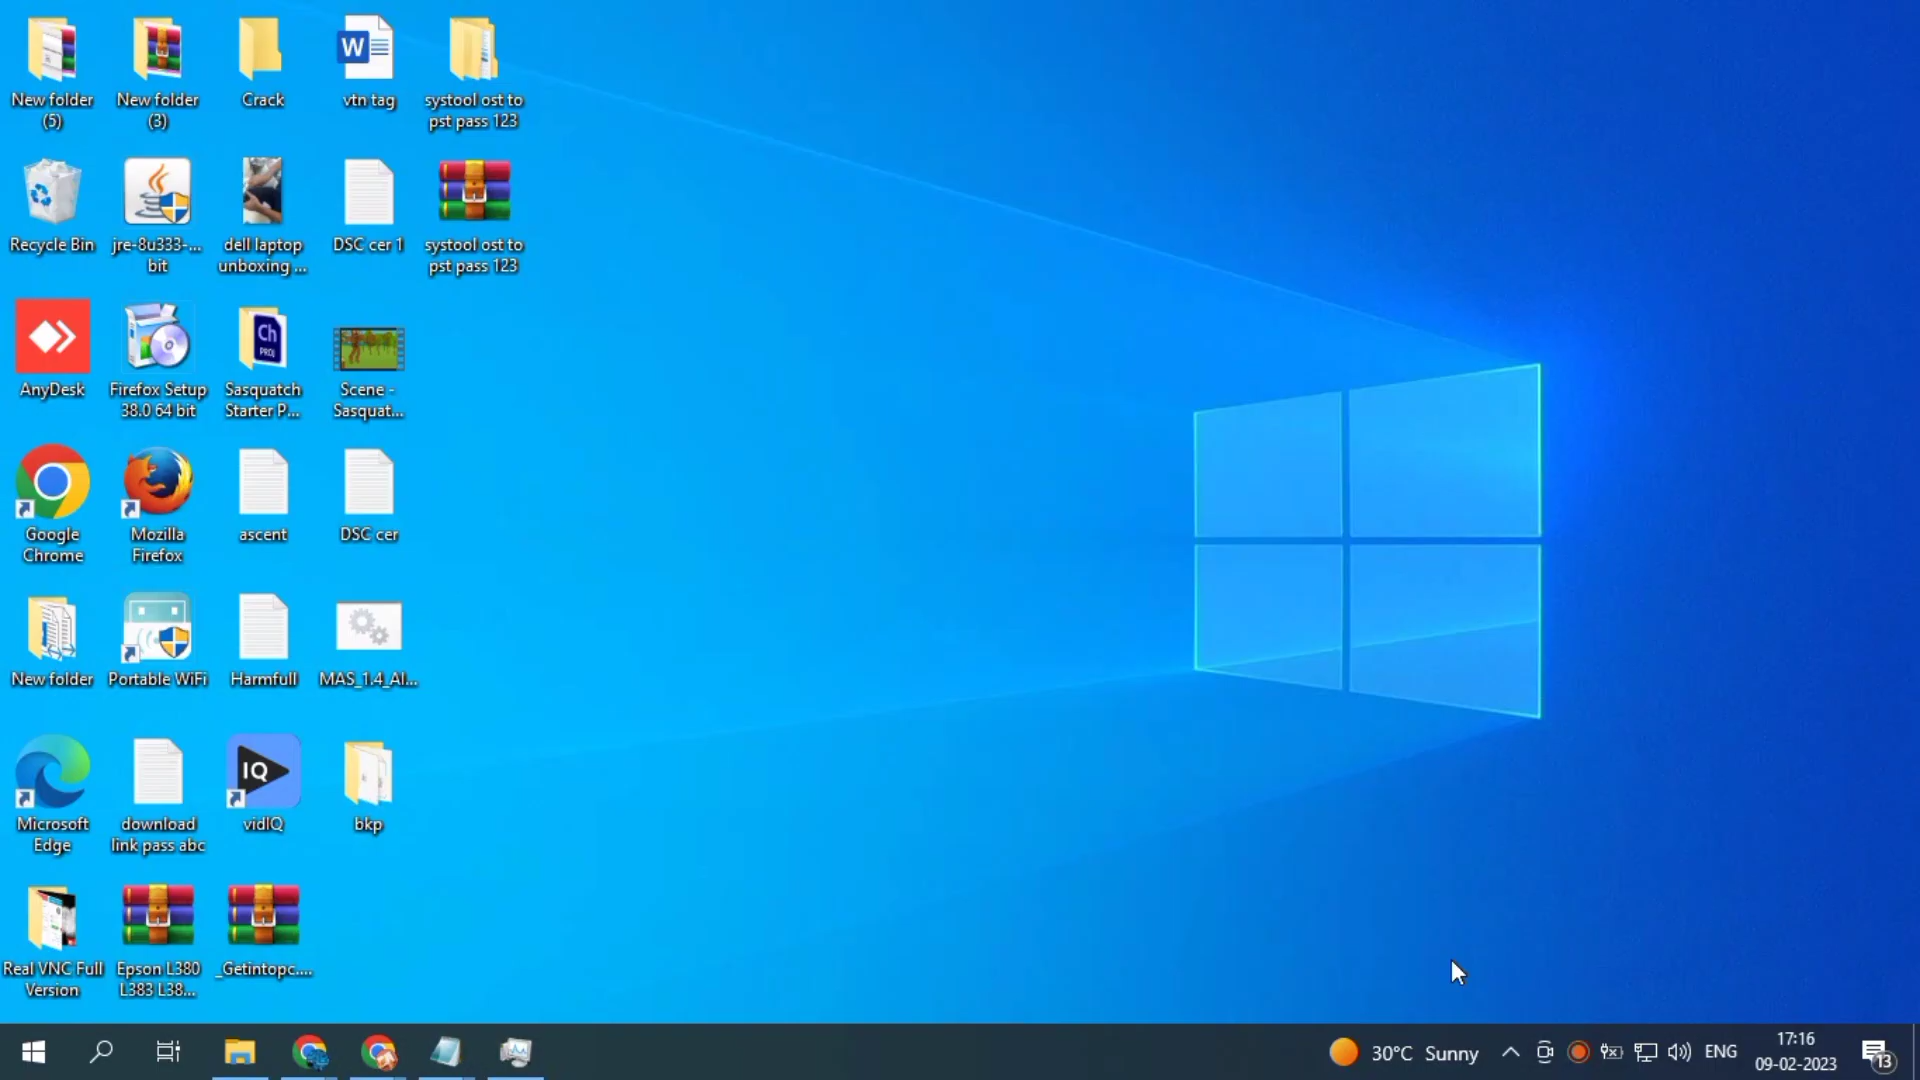 New folder
(5)
New folder
(3)
Crack
W
vtn tag
systool ost to
pst pass 123
Recycle Bin
jre-8u333-...
bit
dell laptop
unboxing ...
DSC cer 1
systool ost to
pst pass 123
AnyDesk
Firefox Setup
38.0 64 bit
Ch
PROJ
Sasquatch
Starter P...
Scene -
Sasquat...
Google
Chrome
Mozilla
Firefox
ascent
DSC cer
New folder
Portable WiFi
Harmfull
MAS_1.4_AI...
Microsoft
Edge
download
link pass abc
IQ
vidIQ
bkp
Real VNC Full
Version
Epson L380
L383 L38...
_Getintopc....
30°C Sunny
ENG
17:16
09-02-2023
13